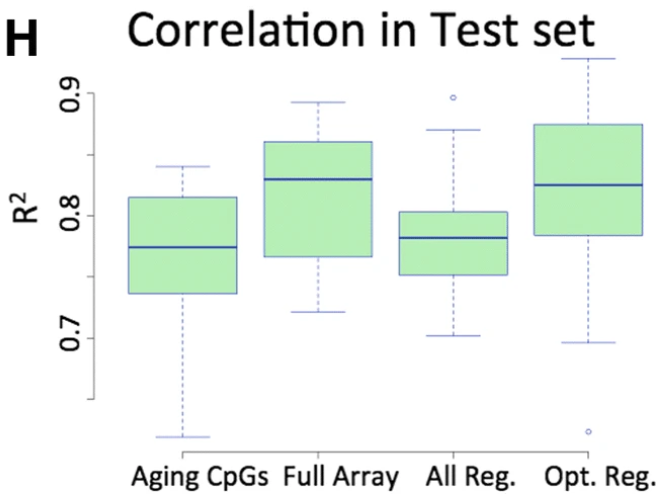 H
Correlation in Test set
R²
0.9
0.8
0.7
Aging CpGs Full Array All Reg. Opt. Reg.